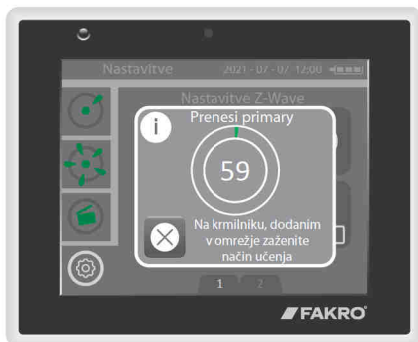 Nastavitve 2021 - 07 - 07 -12:00
Nastavitve Z-Wave
Prenesi primary
59
Na krmilniku, dodanim
v omrežje zaženite
način učenja
1 2
FAKRO